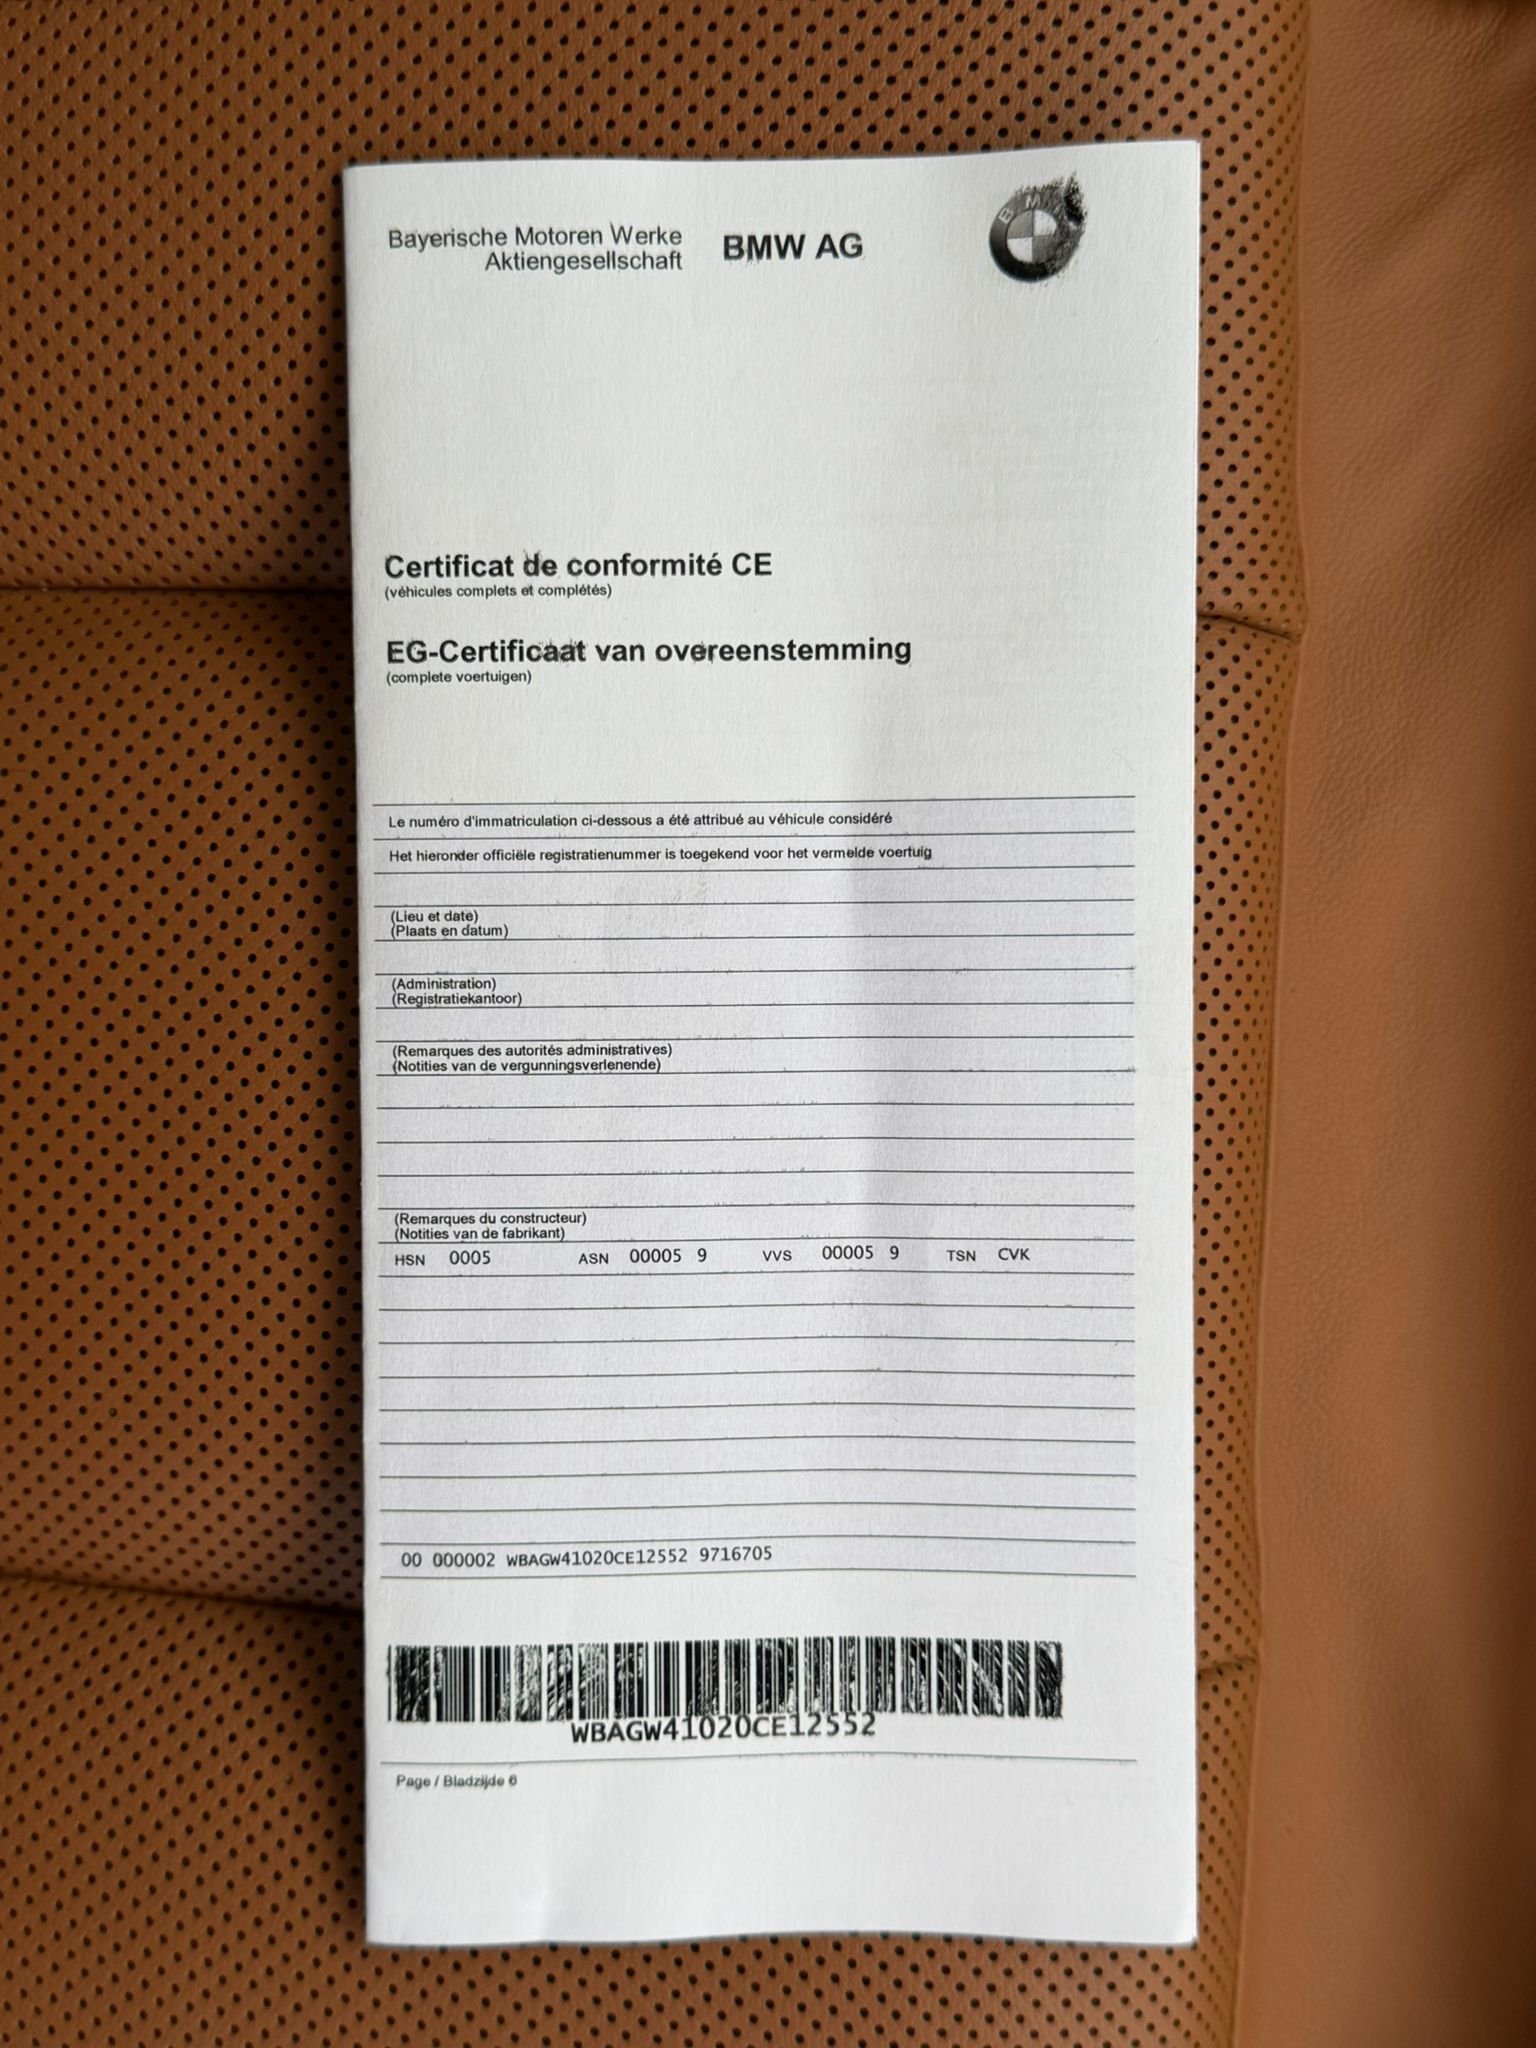 Bayerische Motoren Werke
Aktiengesellschaft
BMW AG
BM
Certificat de conformité CE
(véhicules complets et complétés)
EG-Certificaat van overeenstemming
(complete voertuigen)
Le numéro d'immatriculation ci-dessous a été attribué au véhicule considéré
Het hieronder officiële registratienummer is toegekend voor het vermelde voertuig
(Lieu et date)
(Plaats en datum)
(Administration)
(Registratiekantoor)
(Remarques des autorités administratives)
(Notities van de vergunningsverlenende)
(Remarques du constructeur)
(Notities van de fabrikant)
HSN 0005 ASN 00005 9 VVS 00005 9 TSN CVK
00 000002 WBAGW41020CE12552 9716705
WBAGW41020CE12552
Page / Bladzijde 6